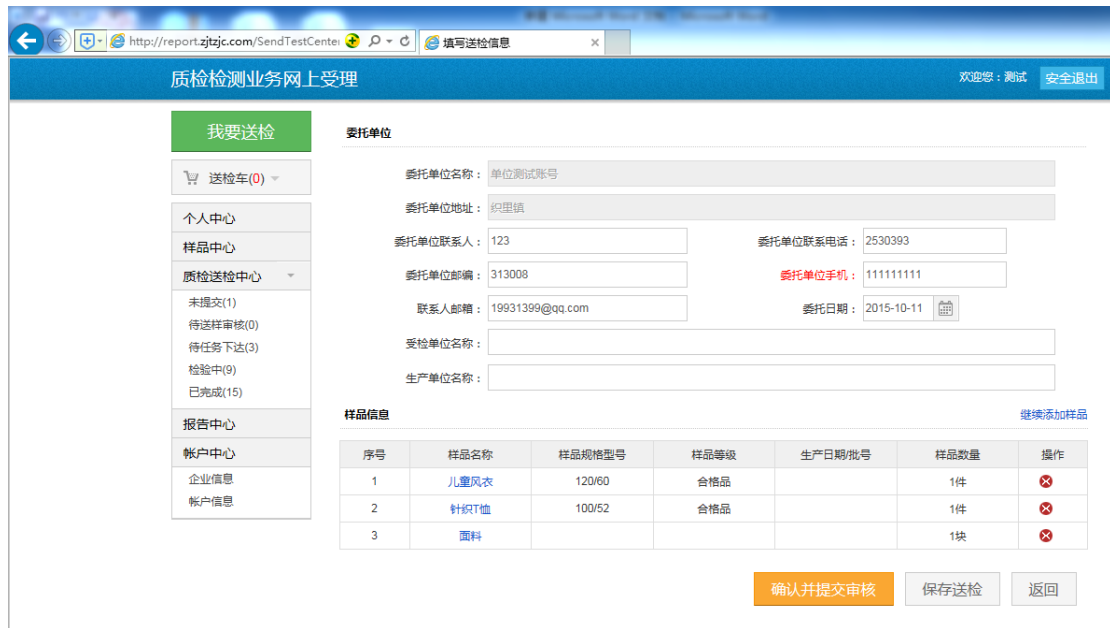 http://report.zjtzjc.com/SendTestCente
填写送检信息
质检检测业务网上受理
欢迎您：测试
安全退出
我要送检
送检车(0)
个人中心
样品中心
质检送检中心
未提交(1)
待送样审核(0)
待任务下达(3)
检验中(9)
已完成(15)
报告中心
帐户中心
企业信息
帐户信息
委托单位
委托单位名称： 单位测试账号
委托单位地址： 织里镇
委托单位联系人： 123 委托单位联系电话： 2530393
委托单位邮编： 313008 委托单位手机： 111111111
联系人邮箱： 19931399@qq.com 委托日期： 2015-10-11
受检单位名称：
生产单位名称：
样品信息 继续添加样品
序号 样品名称 样品规格型号 样品等级 生产日期/批号 样品数量 操作
1 儿童风衣 120/60 合格品 1件
2 针织T恤 100/52 合格品 1件
3 面料 1块
确认并提交审核 保存送检 返回